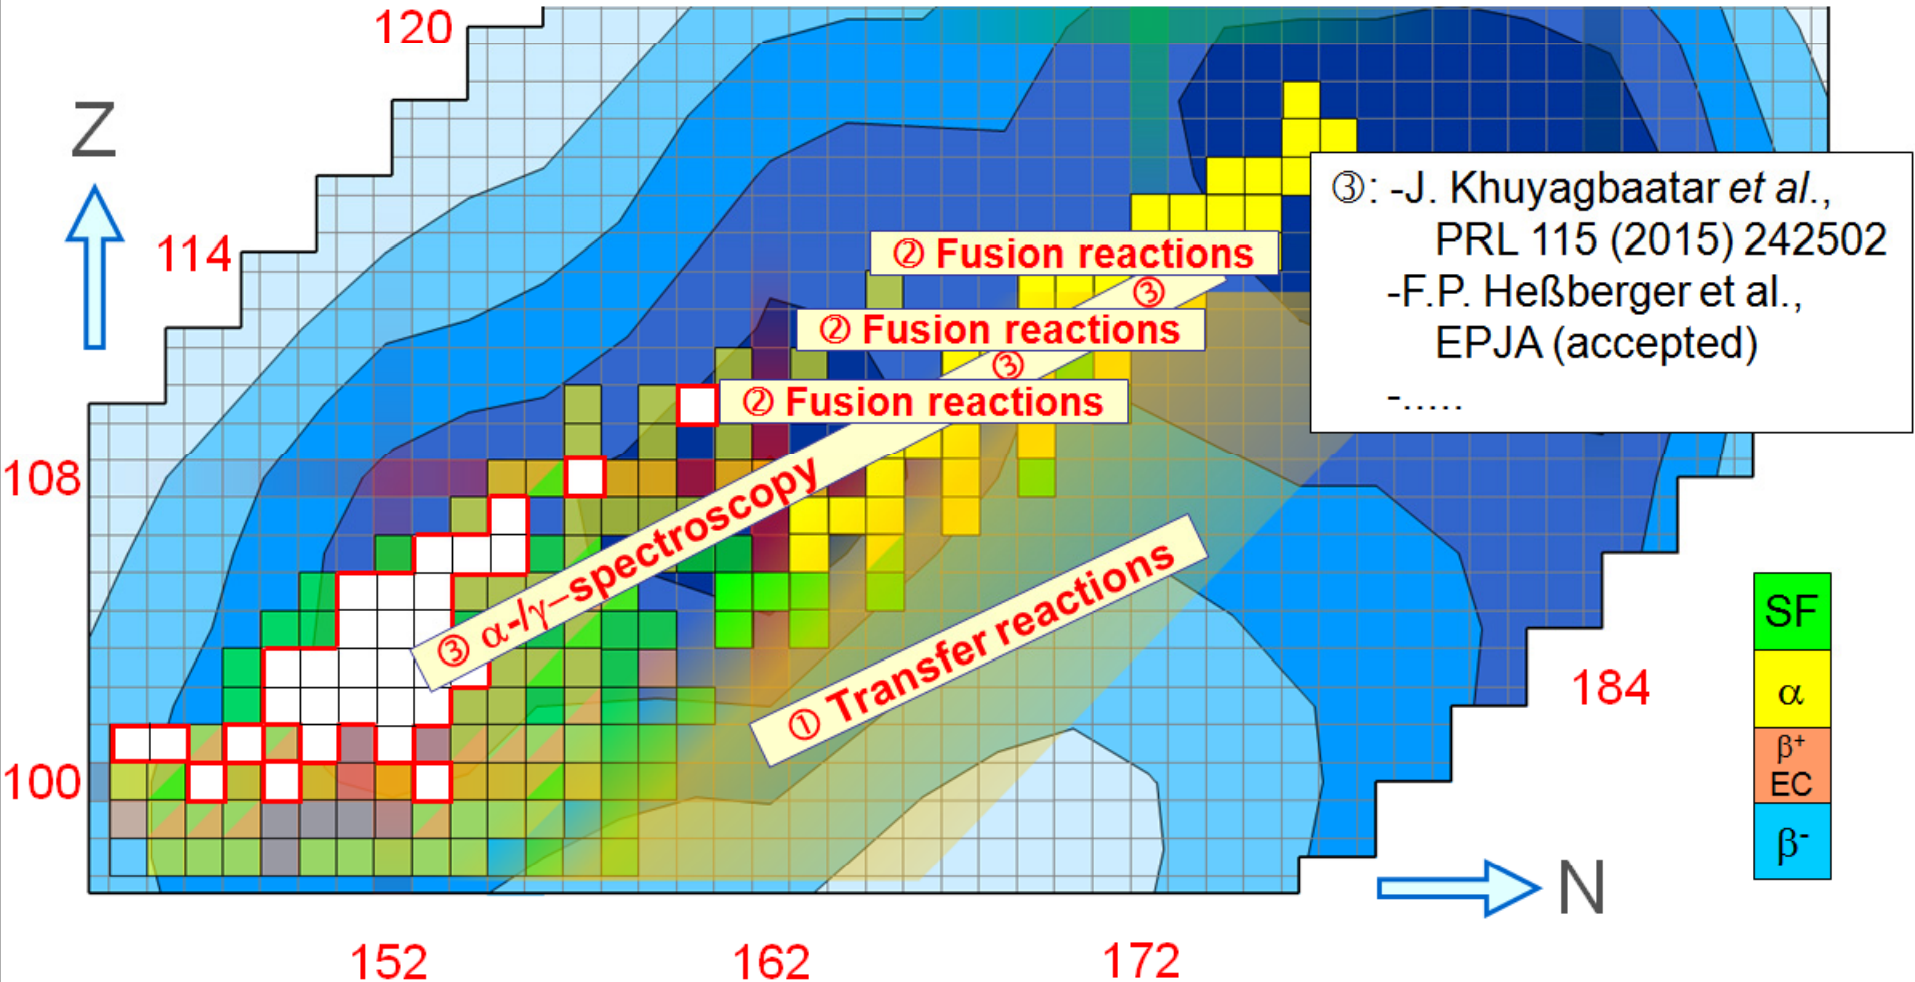 120
Z
114
③: -J. Khuyagbaatar et al.,
PRL 115 (2015) 242502
-F.P. Heßberger et al.,
EPJA (accepted)
-.....
② Fusion reactions
③
② Fusion reactions
③
② Fusion reactions
108
③ α-/γ–spectroscopy
① Transfer reactions
100
184
SF
α
β+
EC
β-
N
152
162
172